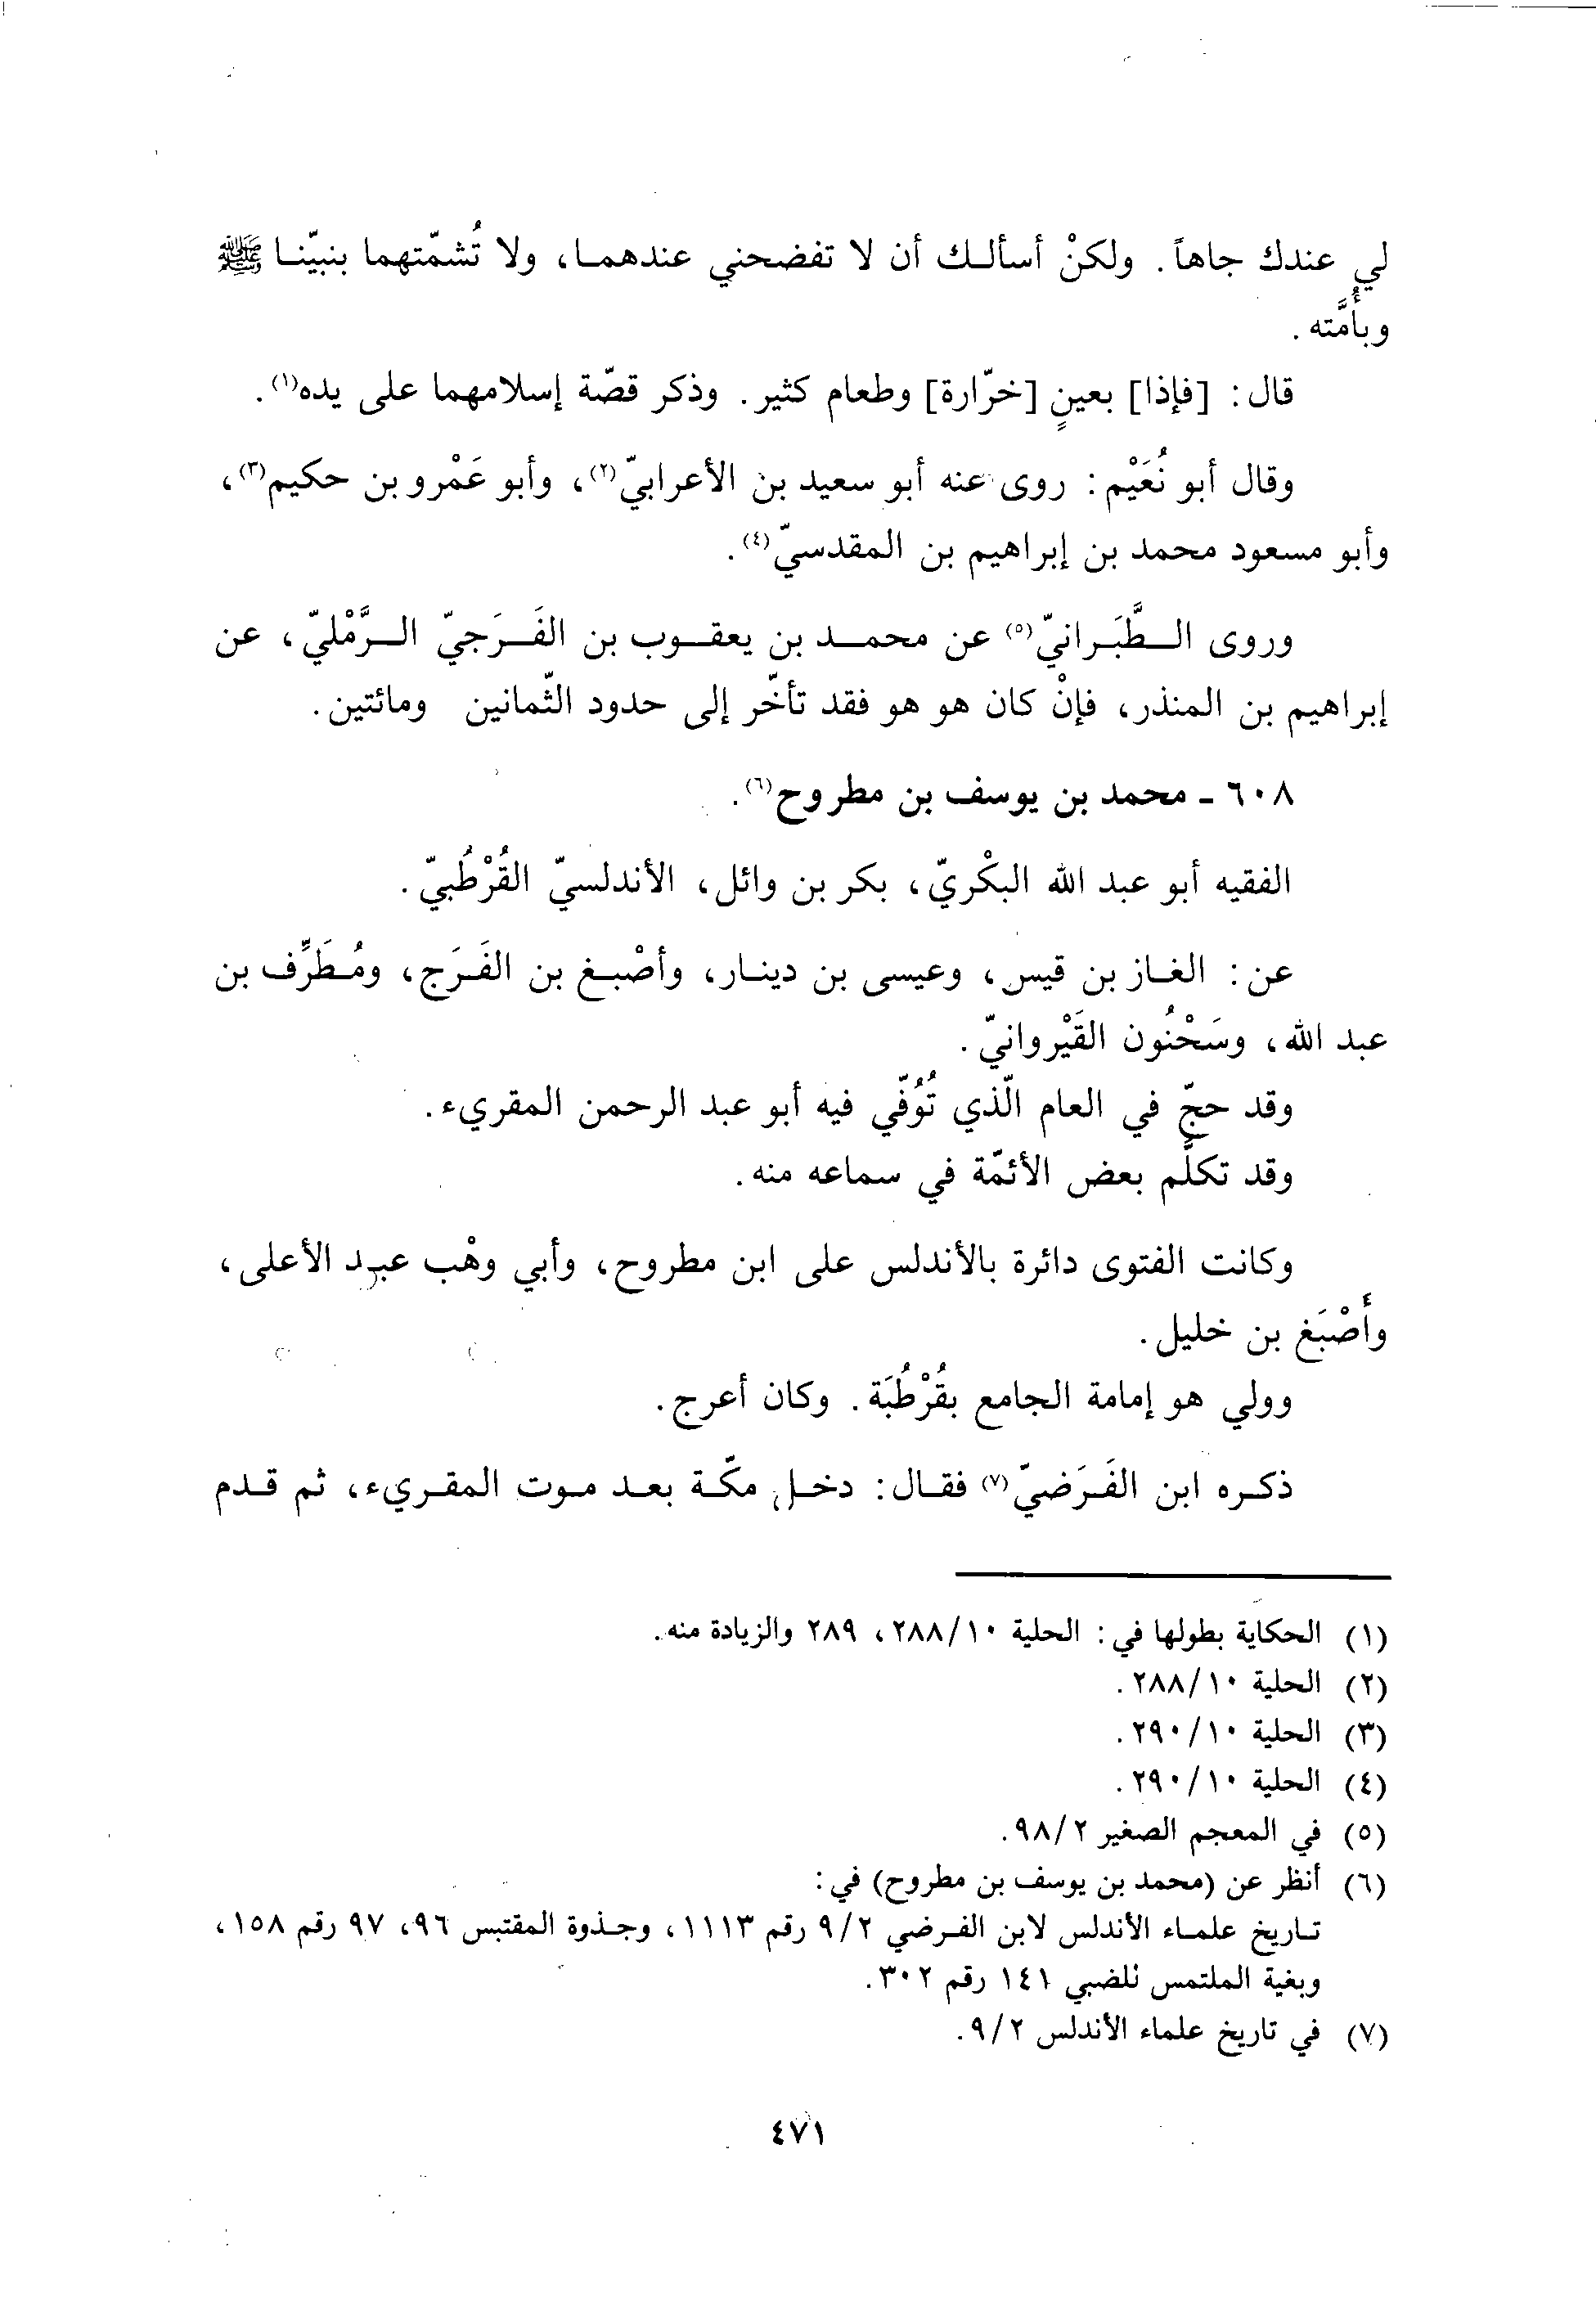 لي عندك جاهاً. ولكنْ أسألك أن لا تفضحني عندهما، ولا تُشمّتهما بنبيّنا ﷺ
وبأُمَّته.
قال: [فإذا] بعينٍ [خرّارة] وطعام كثير. وذكر قصّة إسلامهما على يده(١).
وقال أبو نُعَيْم: روى عنه أبو سعيد بن الأعرابيّ(٢)، وأبو عَمْرو بن حكيم(٣)،
وأبو مسعود محمد بن إبراهيم بن المقدسيّ(٤).
وروى الطَّبَرانيّ(٥) عن محمد بن يعقوب بن الفَرَجيّ الرَّمْليّ، عن
إبراهيم بن المنذر، فإنْ كان هو هو فقد تأخّر إلى حدود الثّمانين ومائتين.
٦٠٨ - محمد بن يوسف بن مطروح(٦).
الفقيه أبو عبد الله البكْريّ، بكر بن وائل، الأندلسيّ القُرْطُبيّ.
عن: الغاز بن قيس، وعيسى بن دينار، وأصْبغ بن الفَرَج، ومُطَرِّف بن
عبد الله، وسَحْنُون القَيْروانيّ.
وقد حجّ في العام الّذي تُوُفّي فيه أبو عبد الرحمن المقريء.
وقد تكلَّم بعض الأئمّة في سماعه منه.
وكانت الفتوى دائرة بالأندلس على ابن مطروح، وأبي وهْب عبد الأعلى،
وأَصْبَغ بن خليل.
وولي هو إمامة الجامع بقُرْطُبَة. وكان أعرج.
ذكره ابن الفَرَضيّ(٧) فقال: دخل مكّة بعد موت المقريء، ثم قدم
(١) الحكاية بطولها في: الحلية ٢٨٨/١٠، ٢٨٩ والزيادة منه.
(٢) الحلية ٢٨٨/١٠.
(٣) الحلية ٢٩٠/١٠.
(٤) الحلية ٢٩٠/١٠.
(٥) في المعجم الصغير ٩٨/٢.
(٦) أنظر عن (محمد بن يوسف بن مطروح) في:
تاريخ علماء الأندلس لابن الفرضي ٩/٢ رقم ١١١٣، وجذوة المقتبس ٩٦، ٩٧ رقم ١٥٨،
وبغية الملتمس للضبي ١٤١ رقم ٣٠٢.
(٧) في تاريخ علماء الأندلس ٩/٢.
٤٧١